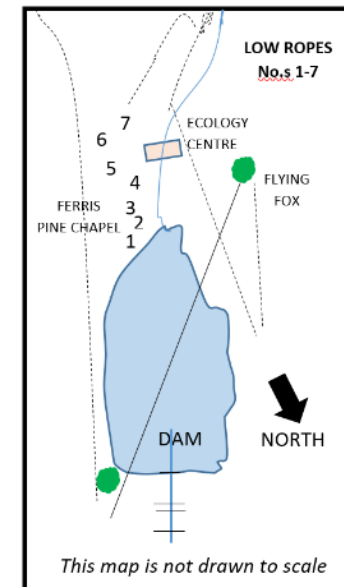 LOW ROPES
No.s 1-7
7
6
ECOLOGY
CENTRE
5
4
FLYING
FOX
FERRIS
PINE CHAPEL
3
2
1
DAM
NORTH
This map is not drawn to scale